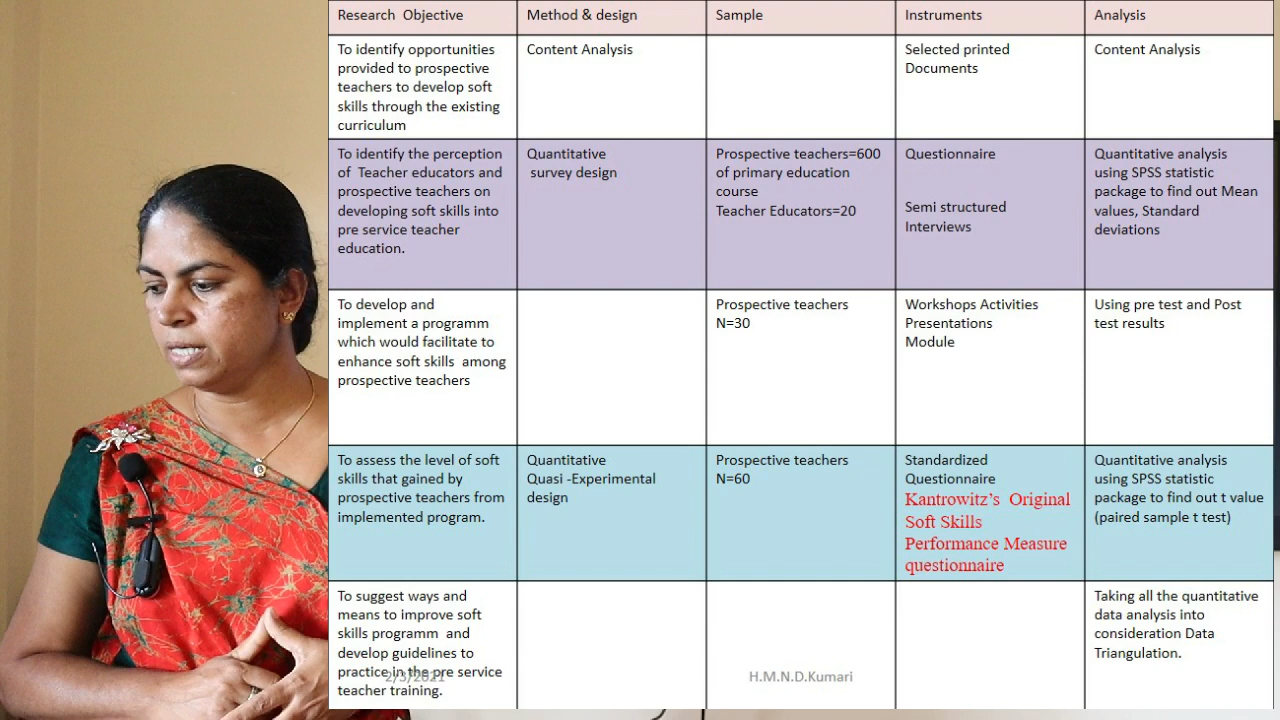 Research  Objective
Method & design
Sample
Instruments
Analysis
To identify opportunities
provided to prospective
teachers to develop soft
skills through the existing
curriculum
Content Analysis
Selected printed
Documents
Content Analysis
To identify the perception
of  Teacher educators and
prospective teachers on
developing soft skills into
pre service teacher
education.
Quantitative
survey design
Prospective teachers=600
of primary education
course
Teacher Educators=20
Questionnaire
Semi structured
Interviews
Quantitative analysis
using SPSS statistic
package to find out Mean
values, Standard
deviations
To develop and
implement a programm
which would facilitate to
enhance soft skills  among
prospective teachers
Prospective teachers
N=30
Workshops Activities
Presentations
Module
Using pre test and Post
test results
To assess the level of soft
skills that gained by
prospective teachers from
implemented program.
Quantitative
Quasi -Experimental
design
Prospective teachers
N=60
Standardized
Questionnaire
Kantrowitz’s  Original
Soft Skills
Performance Measure
questionnaire
Quantitative analysis
using SPSS statistic
package to find out t value
(paired sample t test)
To suggest ways and
means to improve soft
skills programm  and
develop guidelines to
practice in the pre service
teacher training.
Taking all the quantitative
data analysis into
consideration Data
Triangulation.
2/3/2021
H.M.N.D.Kumari